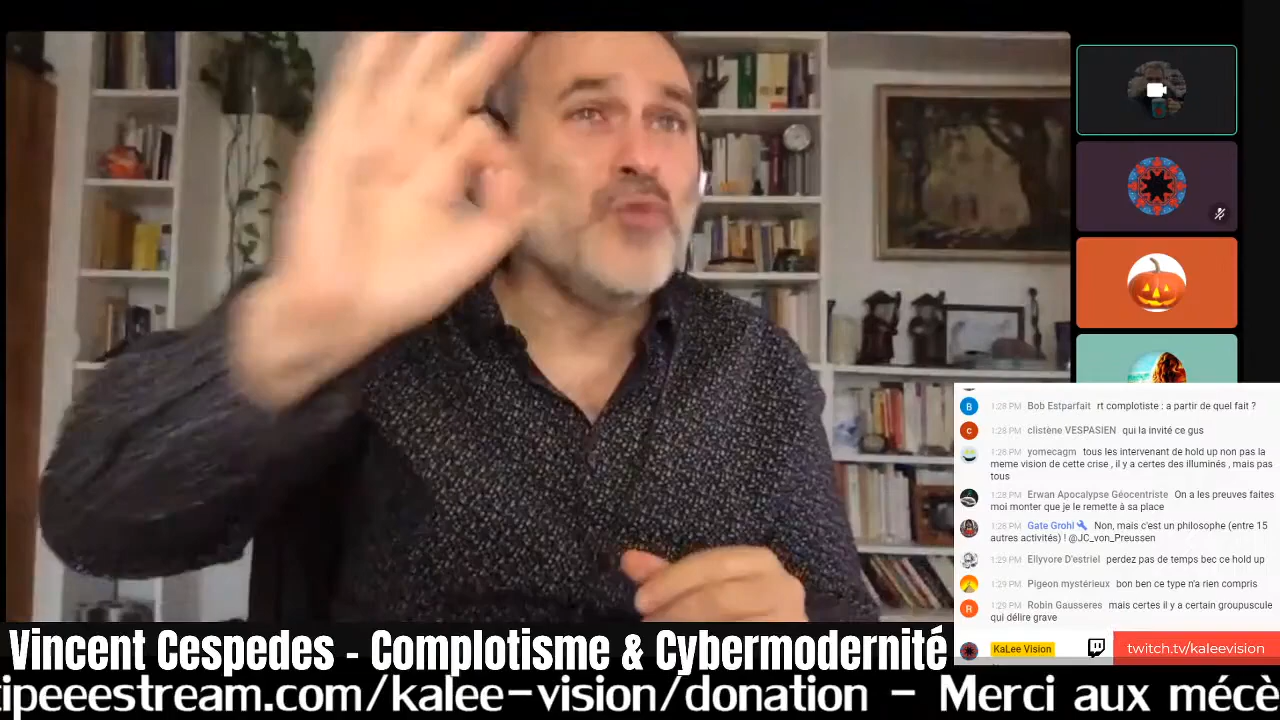 1:28 PM Bob Estparfait rt complotiste : a partir de quel fait ?
1:28 PM clistène VESPASIEN qui la invité ce gus
1:28 PM yomecagm tous les intervenant de hold up non pas la
meme vision de cette crise , il y a certes des illuminés , mais pas
tous
1:28 PM Erwan Apocalypse Géocentriste On a les preuves faites
moi monter que je le remette à sa place
1:28 PM Gate Grohl Non, mais c'est un philosophe (entre 15
autres activités) ! @JC_von_Preussen
1:29 PM Ellyvore D'estriel perdez pas de temps bec ce hold up
1:29 PM Pigeon mystérieux bon ben ce type n'a rien compris
1:29 PM Robin Gausseres mais certes il y a certain groupuscule
qui délire grave
KaLee Vision
twitch.tv/kaleevision
Vincent Cespedes - Complotisme & Cybermodernité
tipeeestream.com/kalee-vision/donation - Merci aux mécè